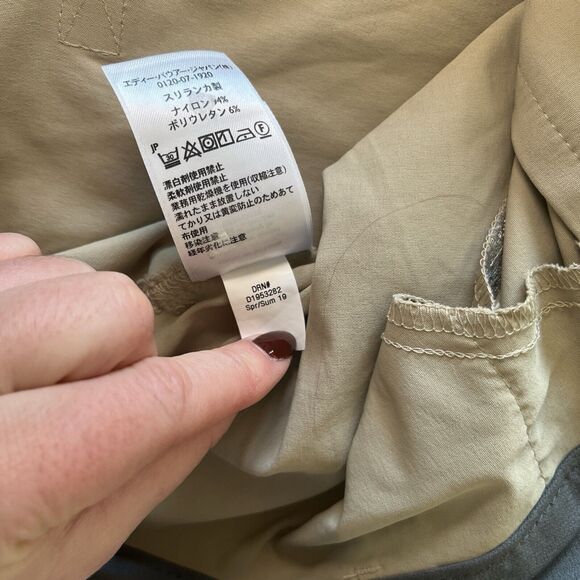 エディー・バウアー・ジャパン(株)
0120-07-1920
スリランカ製
ナイロン 94%
ポリウレタン 6%
JP
30
F
漂白剤使用禁止
柔軟剤使用禁止
業務用乾燥機を使用(収縮注意)
濡れたまま放置しない
てかり又は黄変防止のためあて
布使用
移染注意
経年劣化に注意
DRN#
D1953282
Spr/Sum 19